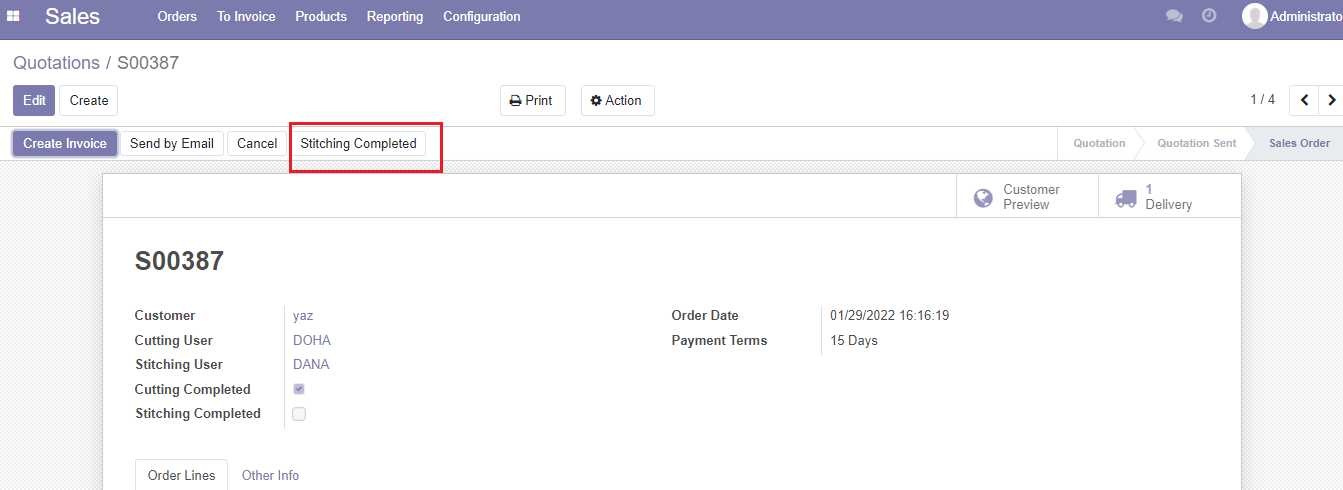 Sales Orders To Invoice Products Reporting Configuration Administrato
Quotations / S00387
Edit Create Print Action 1 / 4
Create Invoice Send by Email Cancel Stitching Completed Quotation Quotation Sent Sales Order
Customer Preview 1 Delivery
S00387
Customer yaz Order Date 01/29/2022 16:16:19
Cutting User DOHA Payment Terms 15 Days
Stitching User DANA
Cutting Completed
Stitching Completed
Order Lines Other Info